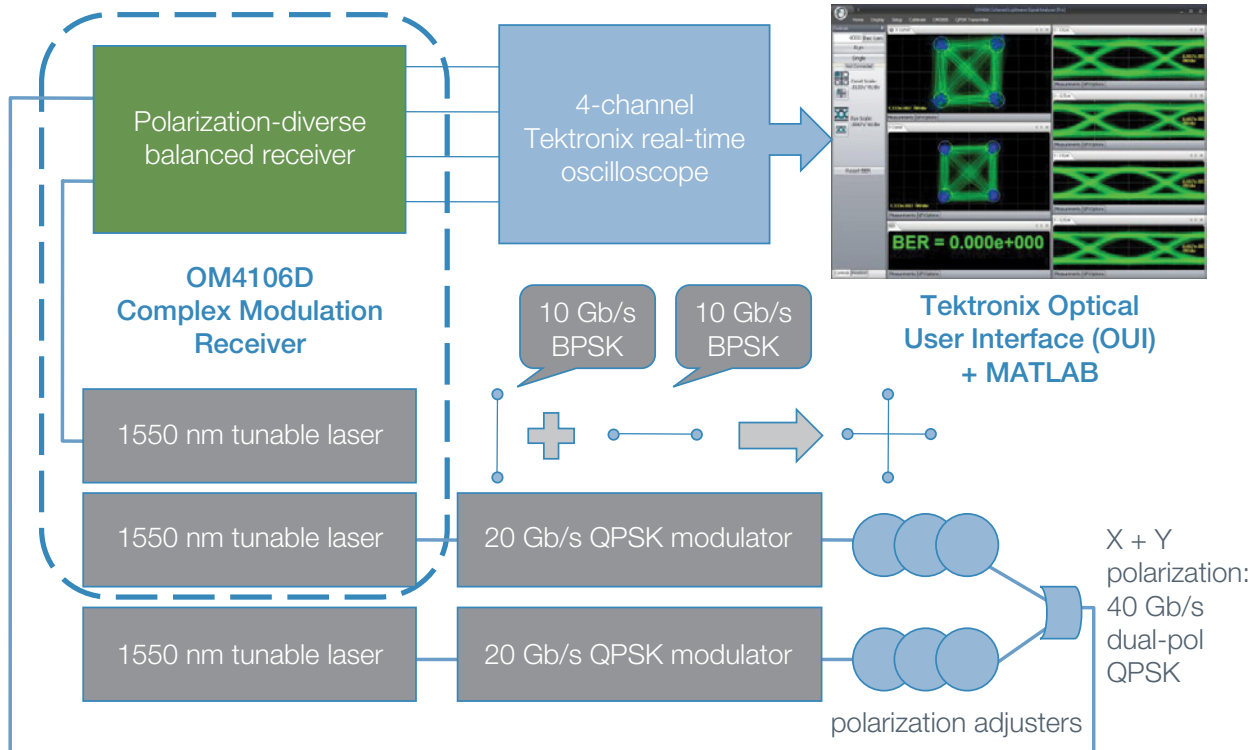 Polarization-diverse
balanced receiver
4-channel
Tektronix real-time
oscilloscope
BER = 0.000e+000
OM4106D
Complex Modulation
Receiver
Tektronix Optical
User Interface (OUI)
+ MATLAB
10 Gb/s
BPSK
10 Gb/s
BPSK
1550 nm tunable laser
1550 nm tunable laser
20 Gb/s QPSK modulator
1550 nm tunable laser
20 Gb/s QPSK modulator
X + Y
polarization:
40 Gb/s
dual-pol
QPSK
polarization adjusters